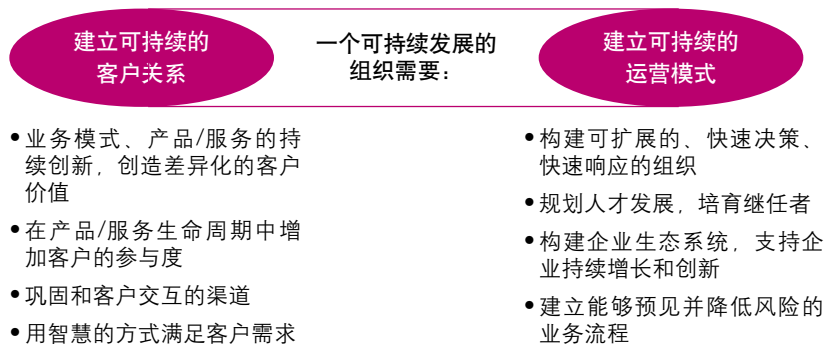 建立可持续的
客户关系
一个可持续发展的
组织需要：
建立可持续的
运营模式
•业务模式、产品/服务的持
续创新，创造差异化的客户
价值
•在产品/服务生命周期中增
加客户的参与度
•巩固和客户交互的渠道
•用智慧的方式满足客户需求
•构建可扩展的、快速决策、
快速响应的组织
•规划人才发展，培育继任者
•构建企业生态系统，支持企
业持续增长和创新
•建立能够预见并降低风险的
业务流程